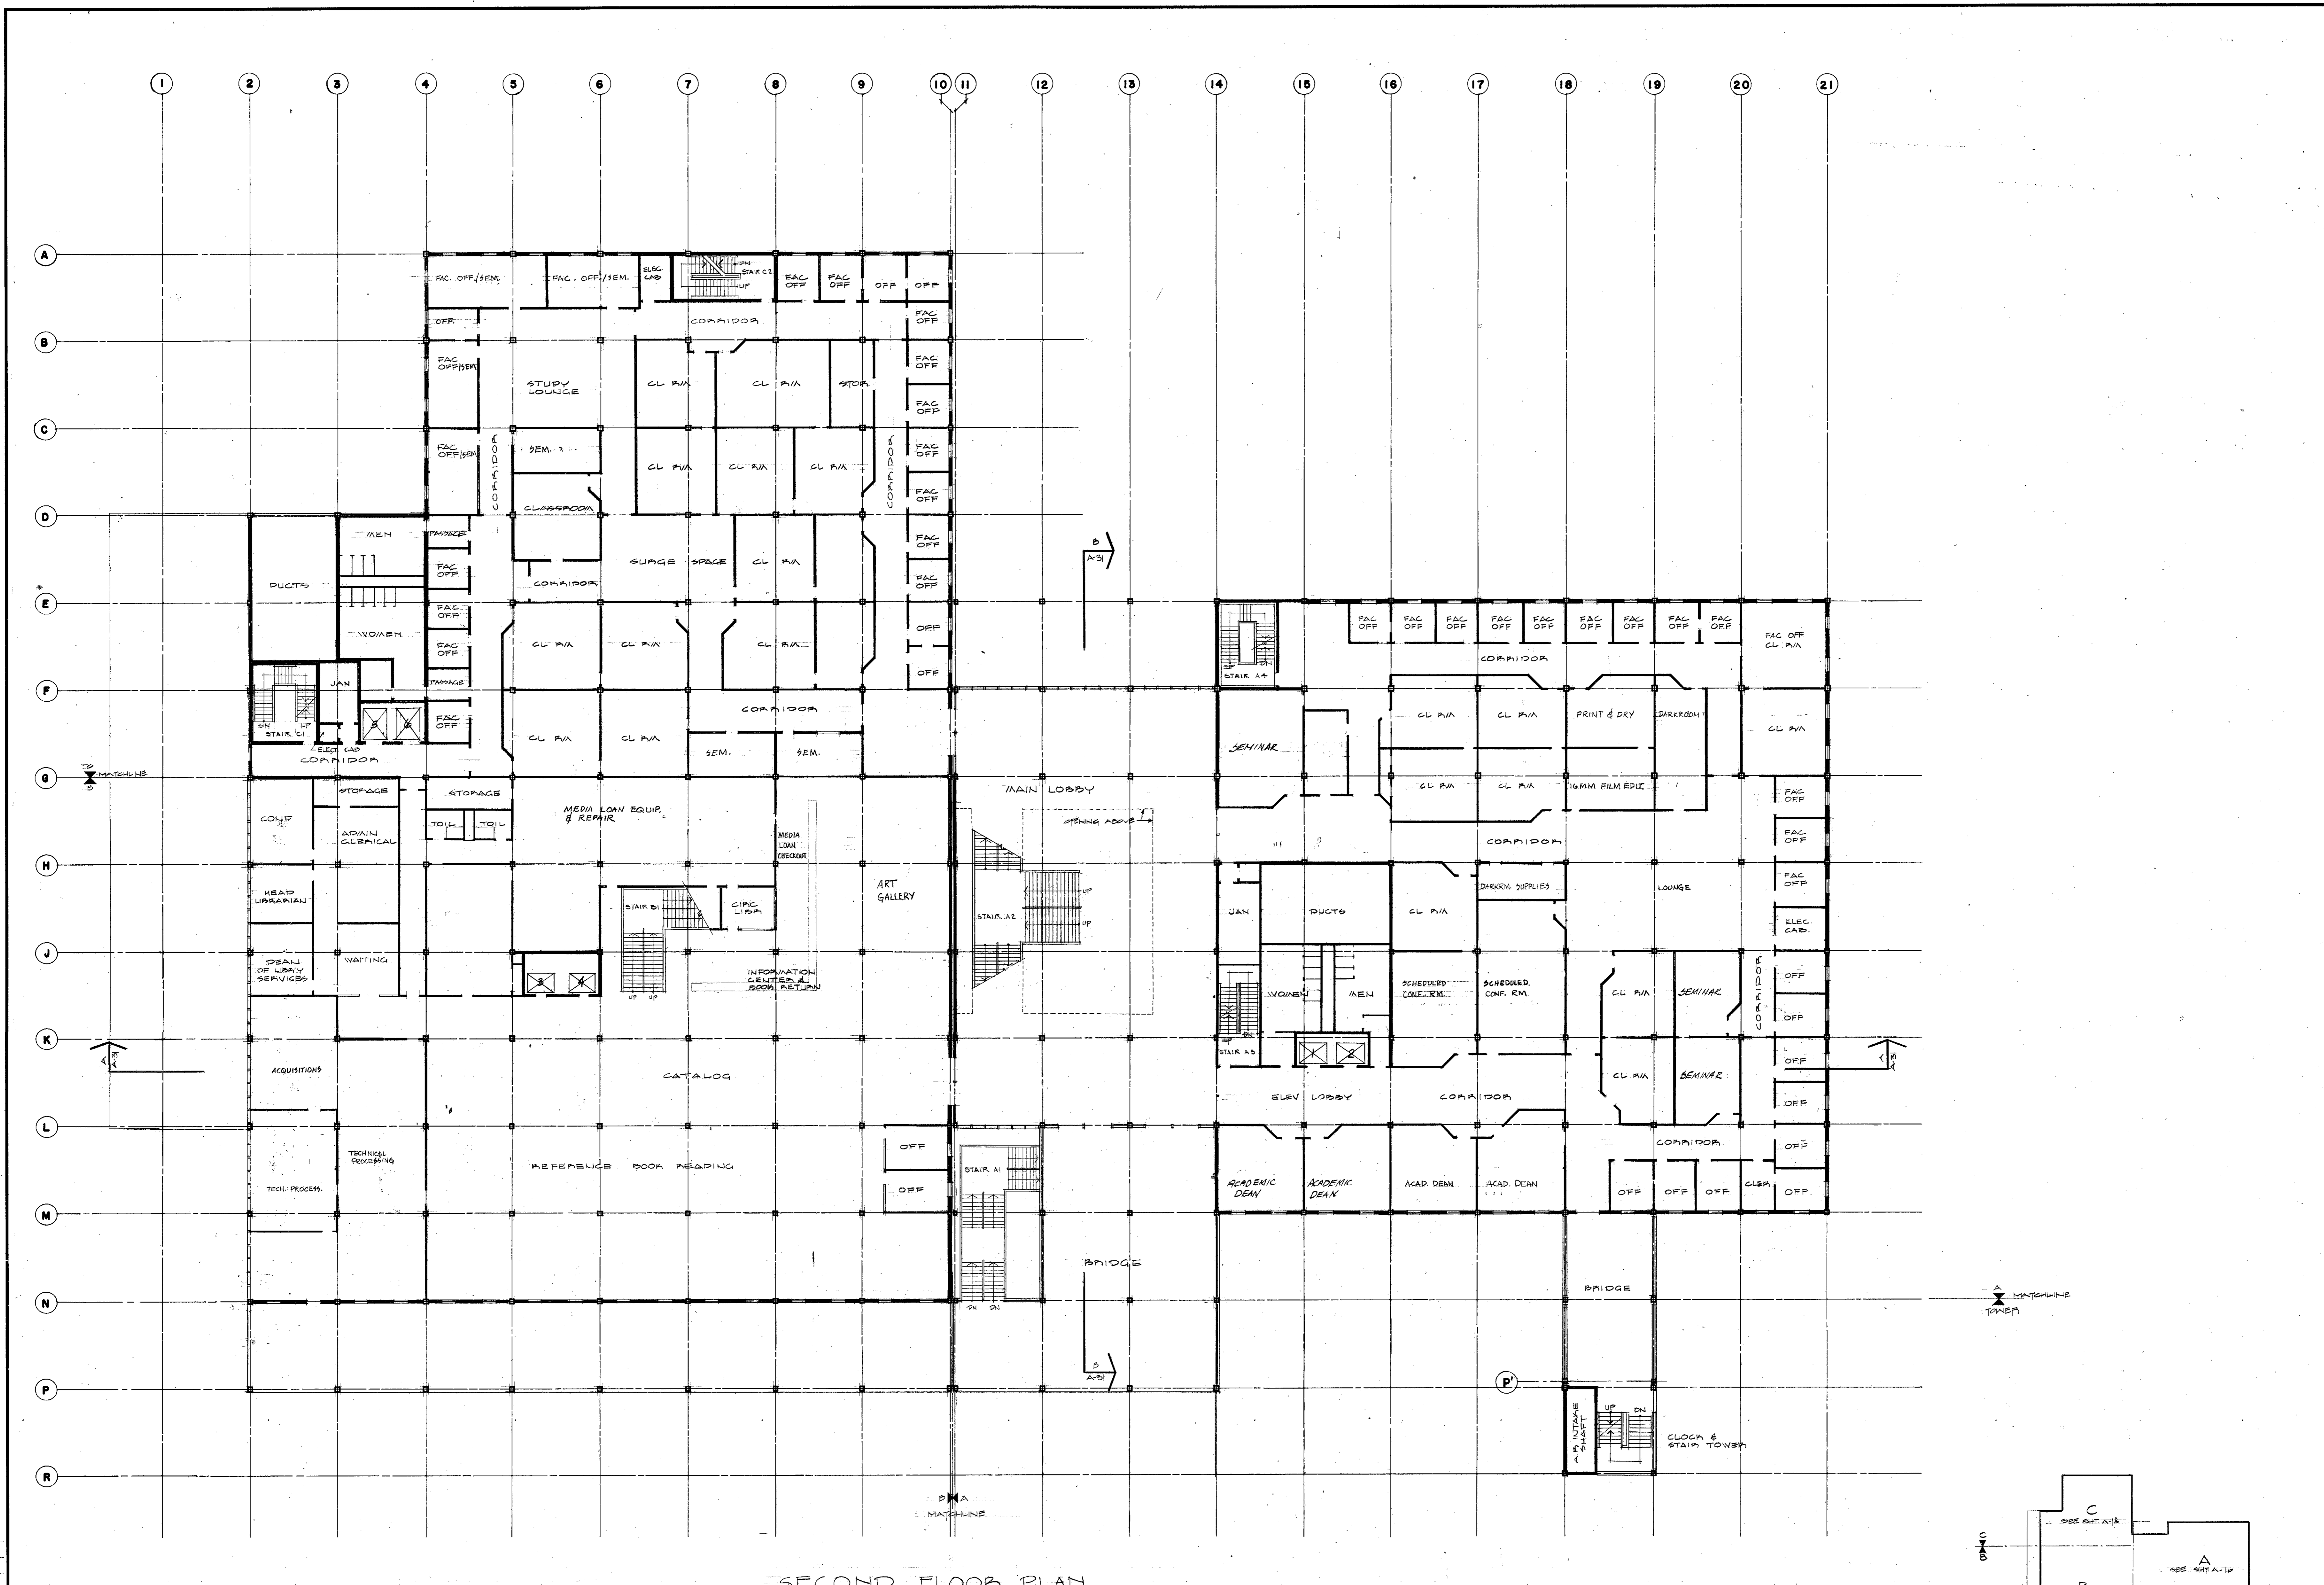 1 2 3 4 5 6 7 8 9 10 11 12 13 14 15 16 17 18 19 20 21
A
FAC. OFF./SEM.
FAC. OFF./SEM.
ELEC
CAB
DN
STAIR C2
UP
FAC
OFF
FAC
OFF
OFF
OFF
OFF.
CORRIDOR
FAC
OFF
B
FAC
OFF/SEM
STUDY
LOUNGE
CL RM
CL RM
STOR
FAC
OFF
FAC
OFF
C
FAC
OFF/SEM
CORRIDOR
SEM.
CL RM
CL RM
CL RM
CORRIDOR
FAC
OFF
FAC
OFF
CLASSROOM
D
MEN
PASSAGE
DUCTS
FAC
OFF
CORRIDOR
SURGE SPACE
CL RM
FAC
OFF
FAC
OFF
B
A-31
E
WOMEN
FAC
OFF
FAC
OFF
PASSAGE
FAC
OFF
CL RM
CL RM
CL RM
OFF
OFF
FAC
OFF
FAC
OFF
FAC
OFF
FAC
OFF
FAC
OFF
FAC
OFF
FAC
OFF
FAC
OFF
FAC
OFF
FAC OFF
CL RM
CORRIDOR
UP
DN
STAIR A4
F
JAN
DN
UP
STAIR C1
5
6
ELEC CAB
CORRIDOR
CORRIDOR
CL RM
CL RM
SEM.
SEM.
SEMINAR
CL RM
CL RM
PRINT & DRY
DARKROOM
CL RM
G
C
MATCHLINE
B
STORAGE
STORAGE
CONF
ADMIN
CLERICAL
TOIL
TOIL
MEDIA LOAN EQUIP.
& REPAIR
MEDIA
LOAN
CHECKOUT
MAIN LOBBY
OPENING ABOVE
CL RM
CL RM
16MM FILM EDIT.
FAC
OFF
FAC
OFF
CORRIDOR
H
HEAD
LIBRARIAN
STAIR B1
CIRC
LIBR
ART
GALLERY
STAIR A2
UP
UP
JAN
DUCTS
CL RM
DARKRM. SUPPLIES
LOUNGE
FAC
OFF
ELEC.
CAB.
J
DEAN
OF LIBR'Y
SERVICES
WAITING
3
4
UP UP
INFORMATION
CENTER &
BOOK RETURN
WOMEN
MEN
SCHEDULED
CONF. RM.
SCHEDULED
CONF. RM.
CL RM
SEMINAR
CORRIDOR
OFF
OFF
K
A
A-31
ACQUISITIONS
CATALOG
UP
DN
STAIR A3
1
2
ELEV LOBBY
CORRIDOR
CL RM
SEMINAR
OFF
OFF
A
A-31
L
TECHNICAL
PROCESSING
TECH. PROCESS.
REFERENCE BOOK READING
OFF
OFF
STAIR A1
ACADEMIC
DEAN
ACADEMIC
DEAN
ACAD. DEAN
ACAD. DEAN
CORRIDOR
OFF
OFF
OFF
OFF
CLER
OFF
M
BRIDGE
BRIDGE
N
DN DN
A
MATCHLINE
TOWER
P
B
A-31
P'
AIR INTAKE
SHAFT
UP
DN
CLOCK &
STAIR TOWER
R
B A
MATCHLINE
C
SEE SHT. A-18
C
B
A
SEE SHT A-16
SECOND FLOOR PLAN